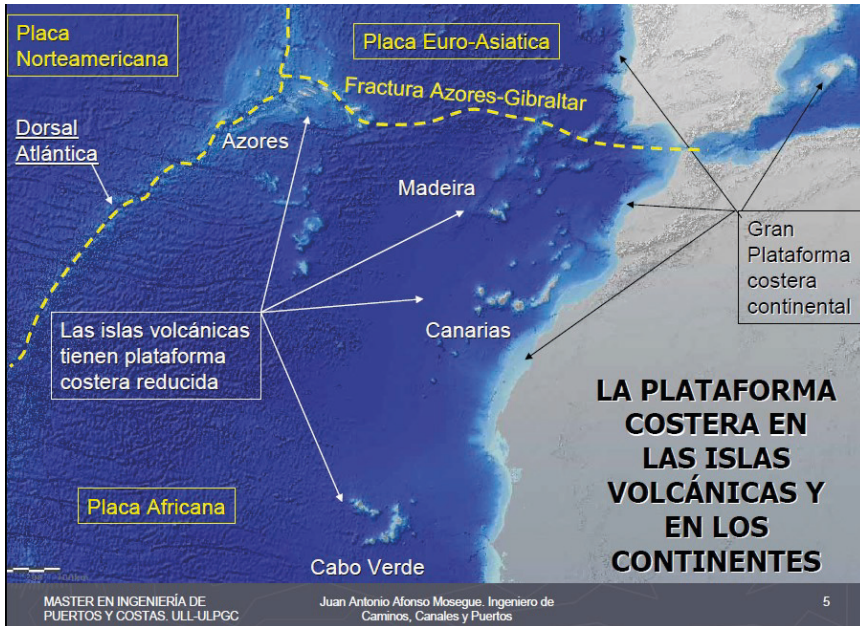 Placa
Norteamericana
Placa Euro-Asiatica
Fractura Azores-Gibraltar
Dorsal
Atlántica
Azores
Madeira
Gran
Plataforma
costera
continental
Las islas volcánicas
tienen plataforma
costera reducida
Canarias
LA PLATAFORMA
COSTERA EN
LAS ISLAS
VOLCÁNICAS Y
EN LOS
CONTINENTES
Placa Africana
Cabo Verde
MASTER EN INGENIERÍA DE
PUERTOS Y COSTAS. ULL-ULPGC
Juan Antonio Afonso Mosegue. Ingeniero de
Caminos, Canales y Puertos
5